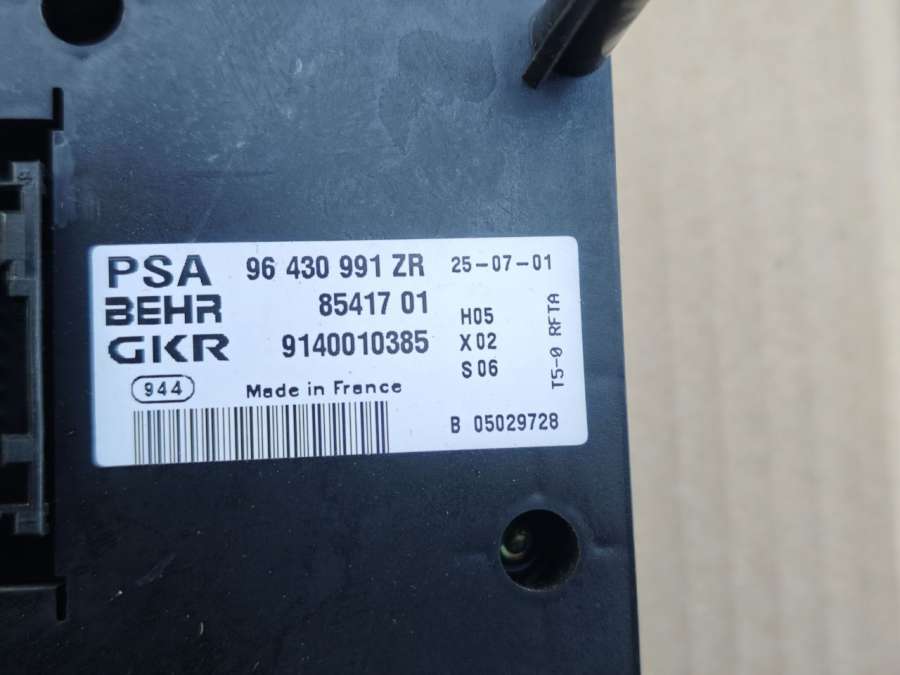 PSA 96 430 991 ZR 25-07-01
BEHR 85417 01 H05
GKR 9140010385 X02
S06
T5-0 RFTA
944 Made in France
B 05029728